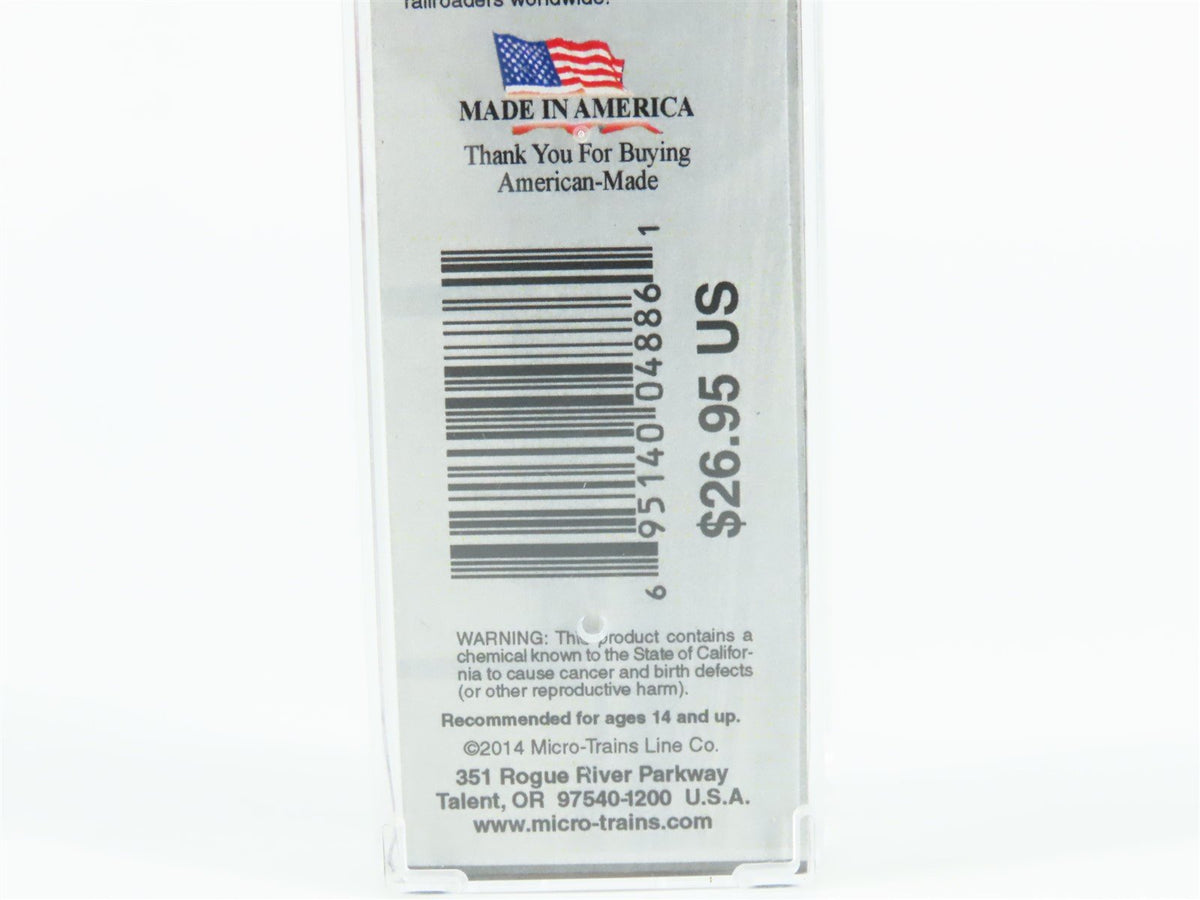 railroaders worldwide.
MADE IN AMERICA
Thank You For Buying
American-Made
6 95140 04886 1
$26.95 US
WARNING: This product contains a
chemical known to the State of Califor-
nia to cause cancer and birth defects
(or other reproductive harm).
Recommended for ages 14 and up.
©2014 Micro-Trains Line Co.
351 Rogue River Parkway
Talent, OR 97540-1200 U.S.A.
www.micro-trains.com